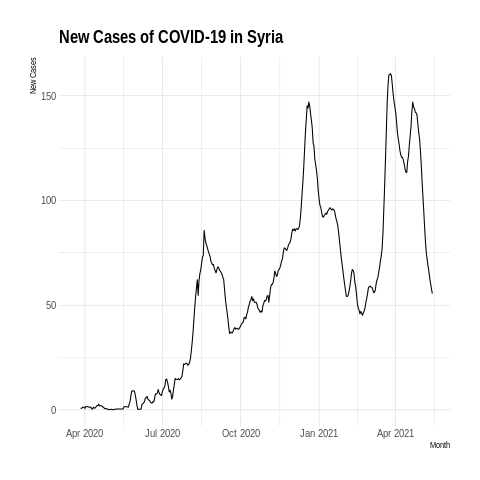 New Cases of COVID-19 in Syria
New Cases
150
100
50
0
Apr 2020 Jul 2020 Oct 2020 Jan 2021 Apr 2021
Month